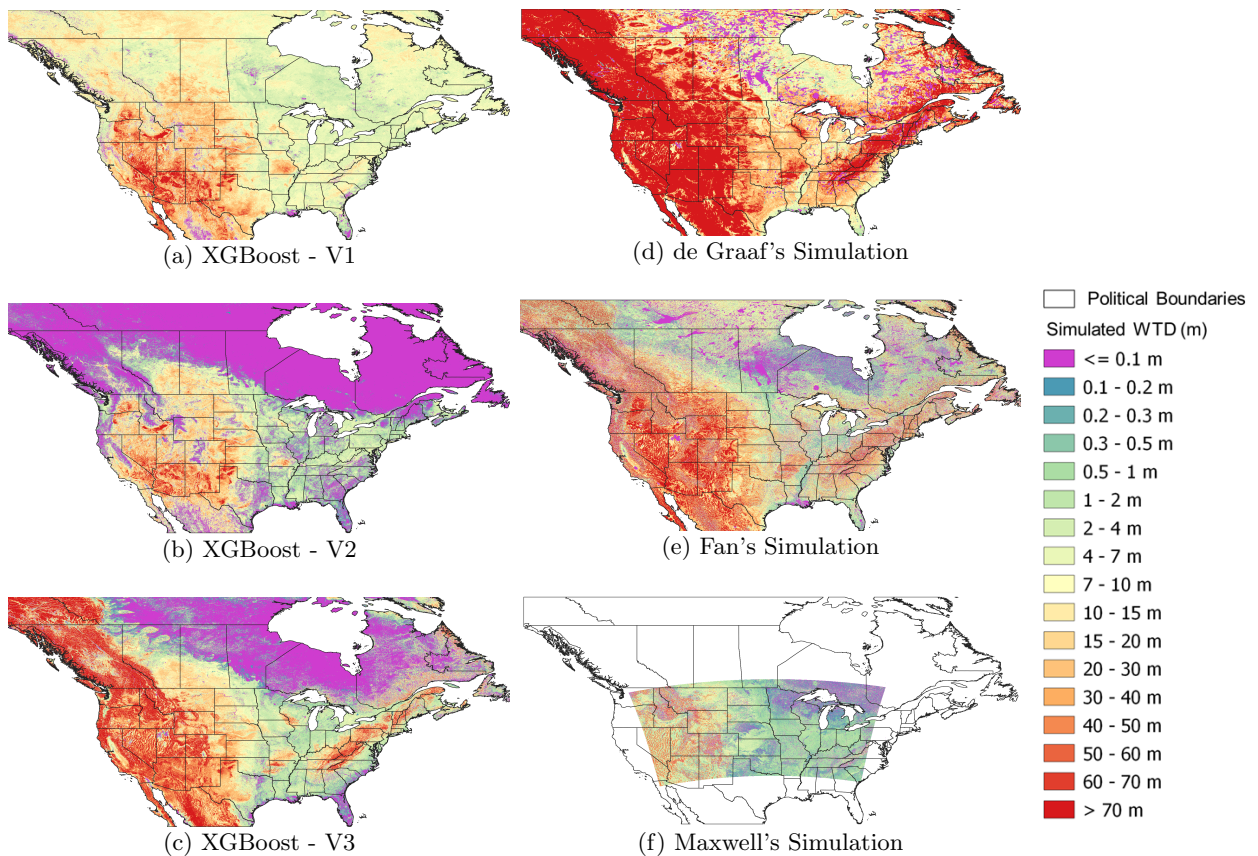 (a) XGBoost - V1
(d) de Graaf's Simulation
(b) XGBoost - V2
(e) Fan's Simulation
(c) XGBoost - V3
(f) Maxwell's Simulation
Political Boundaries
Simulated WTD (m)
<= 0.1 m
0.1 - 0.2 m
0.2 - 0.3 m
0.3 - 0.5 m
0.5 - 1 m
1 - 2 m
2 - 4 m
4 - 7 m
7 - 10 m
10 - 15 m
15 - 20 m
20 - 30 m
30 - 40 m
40 - 50 m
50 - 60 m
60 - 70 m
> 70 m